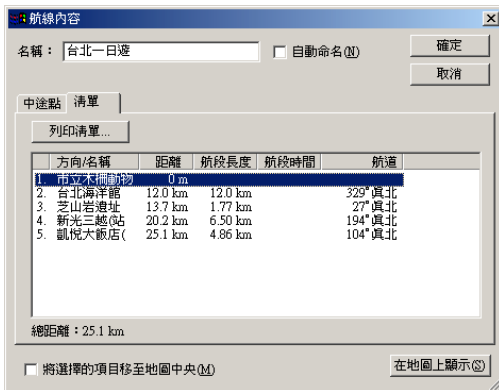 航線內容
名稱： 台北一日遊 自動命名(N) 確定
取消
中途點 清單
列印清單...
方向/名稱 距離 航段長度 航段時間 航道
1. 市立木柵動物 0 m
2. 台北海洋館 12.0 km 12.0 km 329° 真北
3. 芝山岩遺址 13.7 km 1.77 km 27° 真北
4. 新光三越(站 20.2 km 6.50 km 194° 真北
5. 凱悅大飯店( 25.1 km 4.86 km 104° 真北
總距離：25.1 km
將選擇的項目移至地圖中央(M) 在地圖上顯示(S)